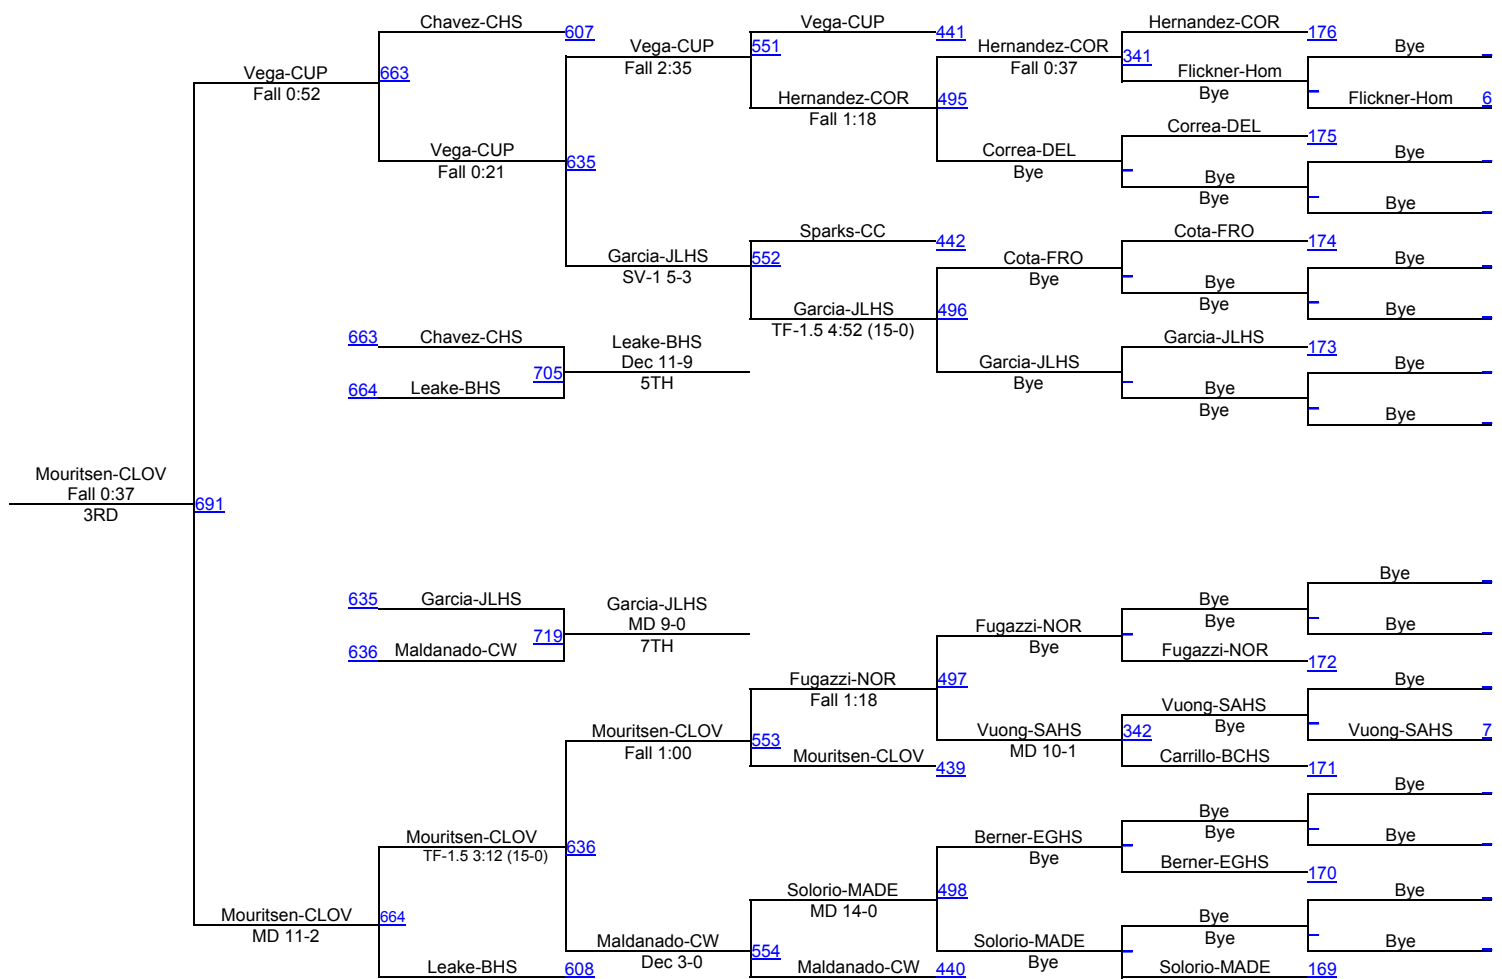 Chavez-CHS
607
Vega-CUP
441
Hernandez-COR
176
Vega-CUP
551
Hernandez-COR
341
Bye
Vega-CUP
663
Fall 2:35
Fall 0:37
Flickner-Hom
Fall 0:52
Hernandez-COR
495
Bye
Flickner-Hom
6
Fall 1:18
Correa-DEL
175
Vega-CUP
635
Correa-DEL
Bye
Fall 0:21
Bye
Bye
Bye
Bye
Sparks-CC
442
Cota-FRO
174
Garcia-JLHS
552
Cota-FRO
Bye
SV-1 5-3
Bye
Bye
Garcia-JLHS
496
Bye
Bye
TF-1.5 4:52 (15-0)
663
Chavez-CHS
Leake-BHS
Garcia-JLHS
173
Dec 11-9
Garcia-JLHS
Bye
705
5TH
Bye
Bye
664
Leake-BHS
Bye
Bye
Mouritsen-CLOV
Fall 0:37
691
3RD
Bye
635
Garcia-JLHS
Garcia-JLHS
Bye
MD 9-0
Fugazzi-NOR
Bye
Bye
719
7TH
Bye
636
Maldanado-CW
Fugazzi-NOR
172
Fugazzi-NOR
497
Bye
Fall 1:18
Vuong-SAHS
Mouritsen-CLOV
553
Vuong-SAHS
342
Bye
Vuong-SAHS
7
Fall 1:00
Mouritsen-CLOV
439
MD 10-1
Carrillo-BCHS
171
Bye
Mouritsen-CLOV
636
Berner-EGHS
Bye
Bye
TF-1.5 3:12 (15-0)
Bye
Bye
Berner-EGHS
170
Solorio-MADE
498
Bye
Mouritsen-CLOV
664
MD 14-0
Bye
MD 11-2
Maldanado-CW
554
Solorio-MADE
Bye
Bye
Dec 3-0
Bye
Leake-BHS
608
Maldanado-CW
440
Solorio-MADE
169